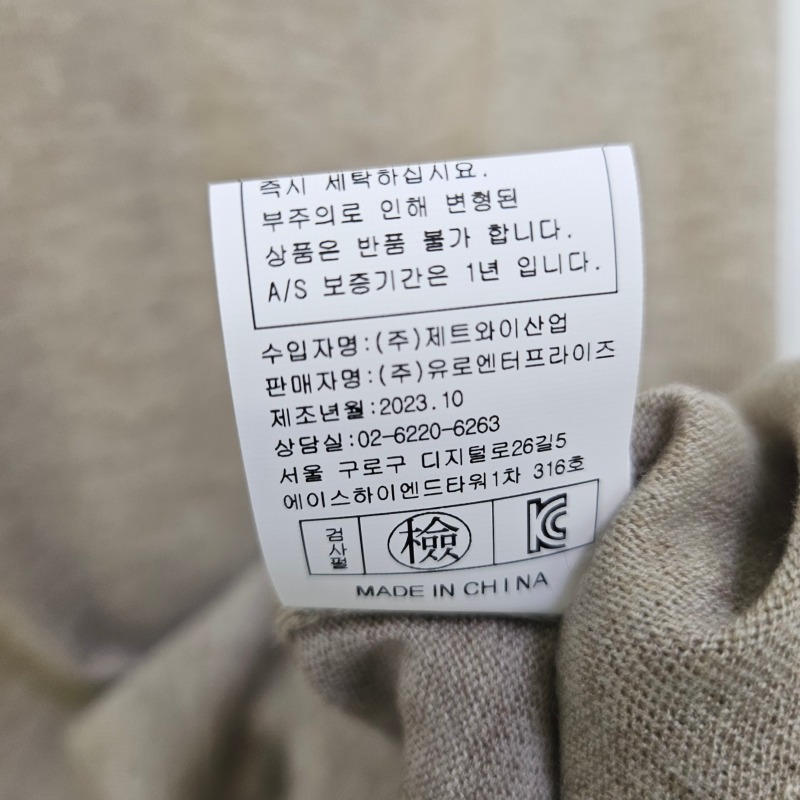 즉시 세탁하십시요.
부주의로 인해 변형된
상품은 반품 불가 합니다.
A/S 보증기간은 1년 입니다.
수입자명:(주)제트와이산업
판매자명:(주)유로엔터프라이즈
제조년월:2023.10
상담실:02-6220-6263
서울 구로구 디지털로26길5
에이스하이엔드타워1차 316호
검사필 檢 KC
MADE IN CHINA